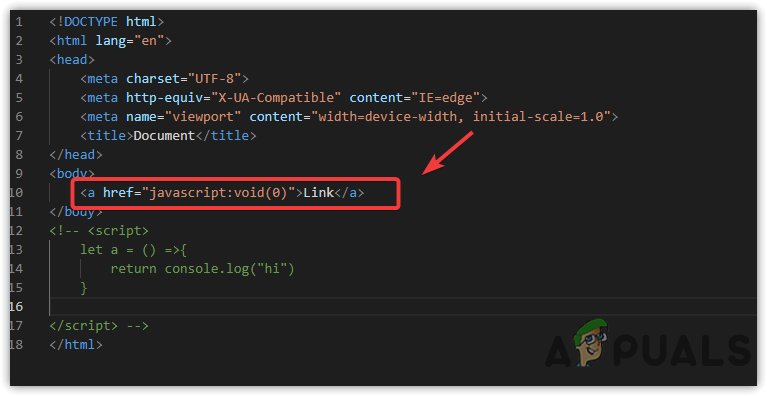 1 <!DOCTYPE html>
2 <html lang="en">
3 <head>
4     <meta charset="UTF-8">
5     <meta http-equiv="X-UA-Compatible" content="IE=edge">
6     <meta name="viewport" content="width=device-width, initial-scale=1.0">
7     <title>Document</title>
8 </head>
9 <body>
10     <a href="javascript:void(0)">Link</a>
11 </body>
12 <!-- <script>
13     let a = () =>{
14         return console.log("hi")
15     }
16
17 </script> -->
18 </html>
A PUALS